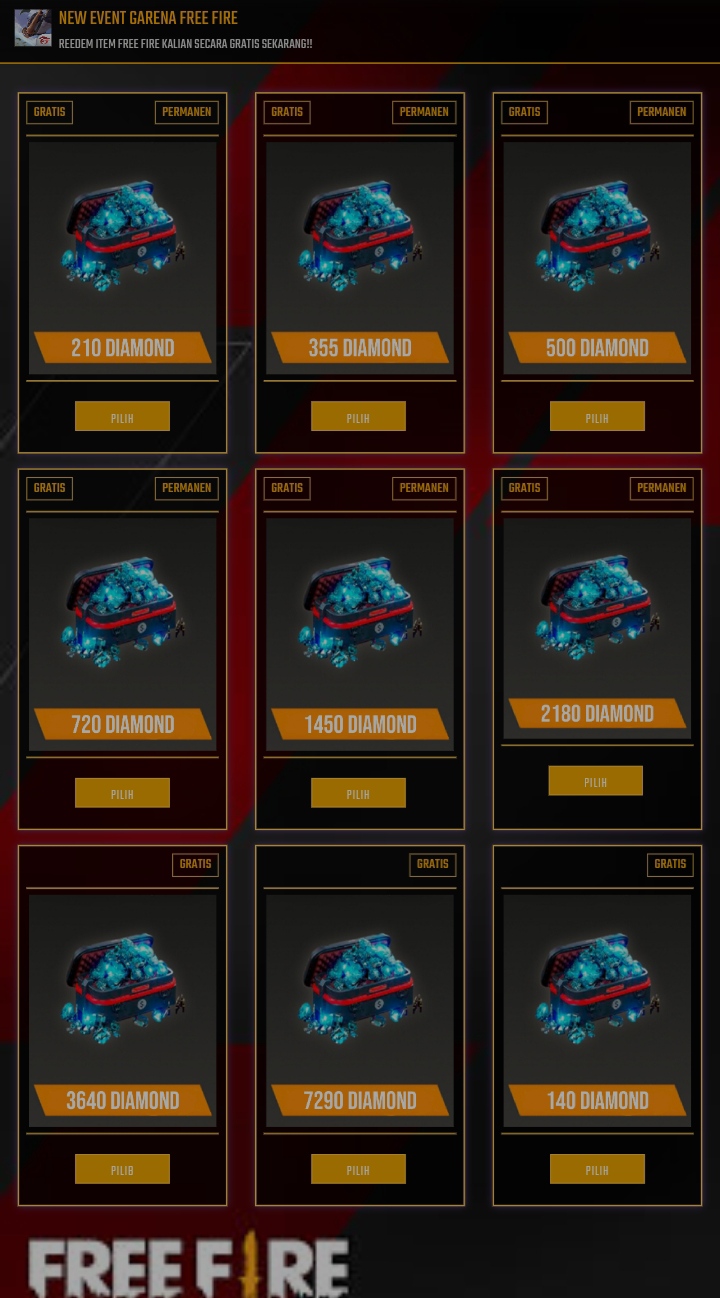 NEW EVENT GARENA FREE FIRE
REEDEM ITEM FREE FIRE KALIAN SECARA GRATIS SEKARANG!!
GRATIS PERMANEN GRATIS PERMANEN GRATIS PERMANEN
210 DIAMOND 355 DIAMOND 500 DIAMOND
PILIH PILIH PILIH
GRATIS PERMANEN GRATIS PERMANEN GRATIS PERMANEN
720 DIAMOND 1450 DIAMOND 2180 DIAMOND
PILIH PILIH PILIH
GRATIS GRATIS GRATIS
3640 DIAMOND 7290 DIAMOND 140 DIAMOND
PILIB PILIH PILIH
FREE FIRE